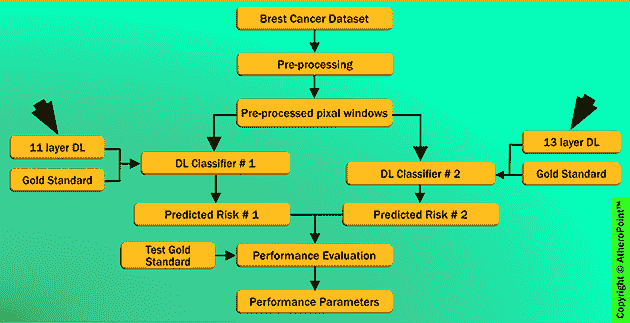 Brest Cancer Dataset
Pre-processing
Pre-processed pixal windows
11 layer DL
Gold Standard
DL Classifier # 1
DL Classifier # 2
13 layer DL
Gold Standard
Predicted Risk # 1
Predicted Risk # 2
Test Gold
Standard
Performance Evaluation
Performance Parameters
Copyright © AtheroPoint™